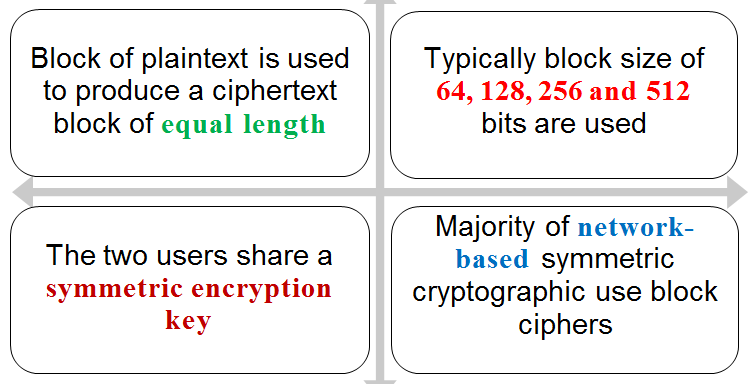 Block of plaintext is used
to produce a ciphertext
block of equal length
Typically block size of
64, 128, 256 and 512
bits are used
The two users share a
symmetric encryption
key
Majority of network-
based symmetric
cryptographic use block
ciphers